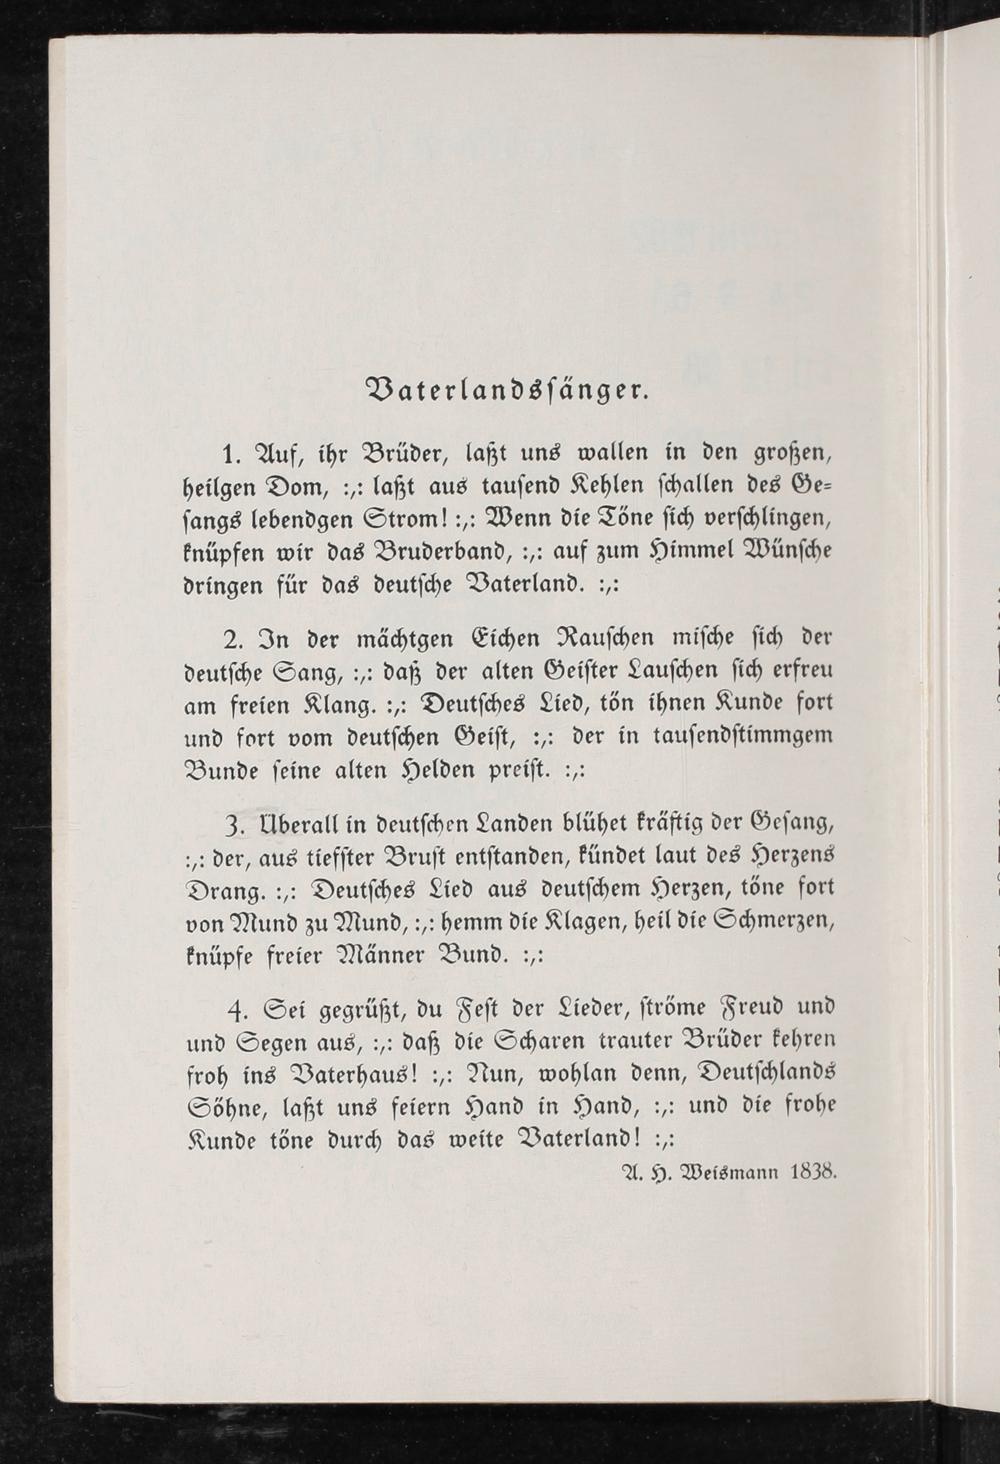 Vaterlandssänger.
1. Auf, ihr Brüder, laßt uns wallen in den großen,
heilgen Dom, :,: laßt aus tausend Kehlen schallen des Ge-
sangs lebendgen Strom! :,: Wenn die Töne sich verschlingen,
knüpfen wir das Bruderband, :,: auf zum Himmel Wünsche
dringen für das deutsche Vaterland. :,:
2. In der mächtgen Eichen Rauschen mische sich der
deutsche Sang, :,: daß der alten Geister Lauschen sich erfreu
am freien Klang. :,: Deutsches Lied, tön ihnen Kunde fort
und fort vom deutschen Geist, :,: der in tausendstimmgem
Bunde seine alten Helden preist. :,:
3. Überall in deutschen Landen blühet kräftig der Gesang,
:,: der, aus tiefster Brust entstanden, kündet laut des Herzens
Drang. :,: Deutsches Lied aus deutschem Herzen, töne fort
von Mund zu Mund, :,: hemm die Klagen, heil die Schmerzen,
knüpfe freier Männer Bund. :,:
4. Sei gegrüßt, du Fest der Lieder, ströme Freud und
und Segen aus, :,: daß die Scharen trauter Brüder kehren
froh ins Vaterhaus! :,: Nun, wohlan denn, Deutschlands
Söhne, laßt uns feiern Hand in Hand, :,: und die frohe
Kunde töne durch das weite Vaterland! :,:
A. H. Weismann 1838.